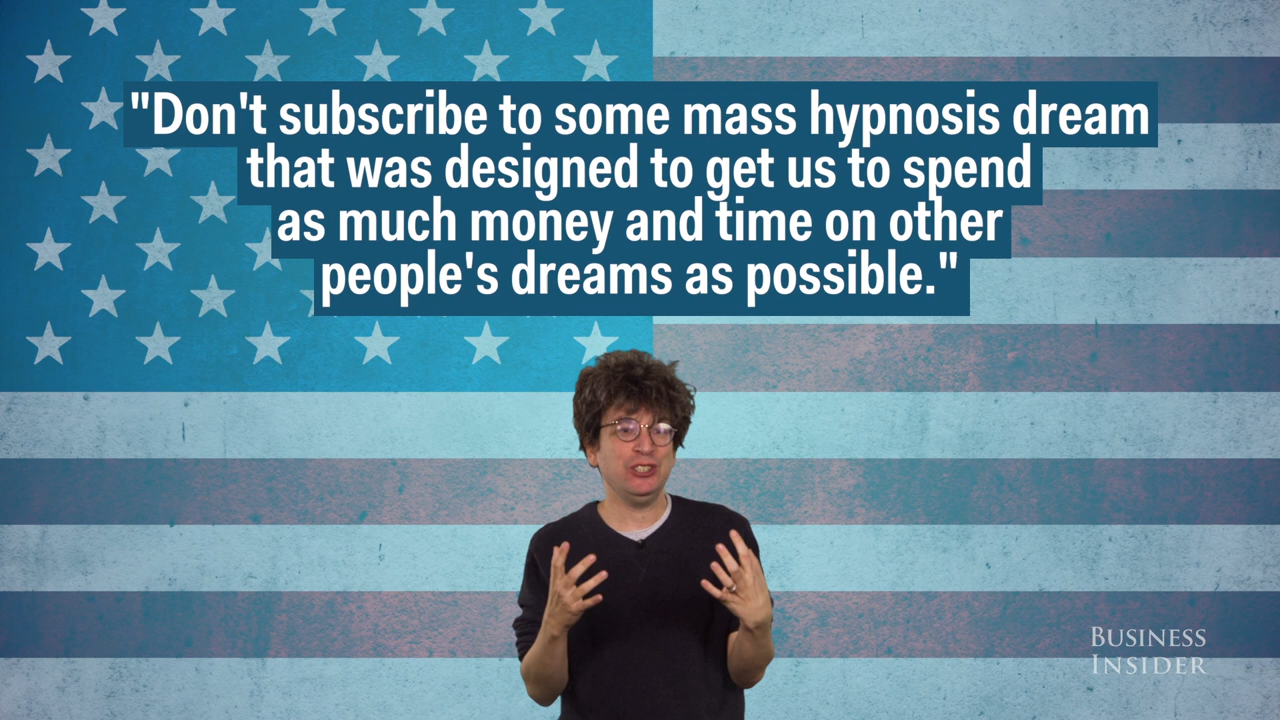 "Don't subscribe to some mass hypnosis dream
that was designed to get us to spend
as much money and time on other
people's dreams as possible."
BUSINESS
INSIDER